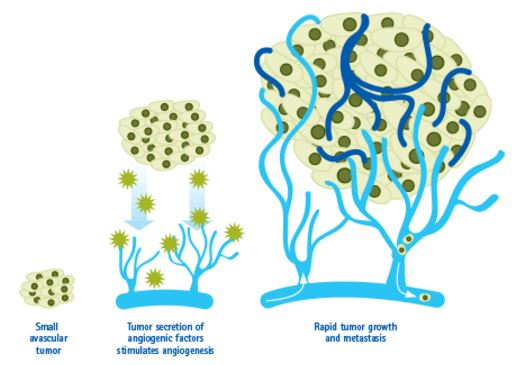 Small
avascular
tumor
Tumor secretion of
angiogenic factors
stimulates angiogenesis
Rapid tumor growth
and metastasis